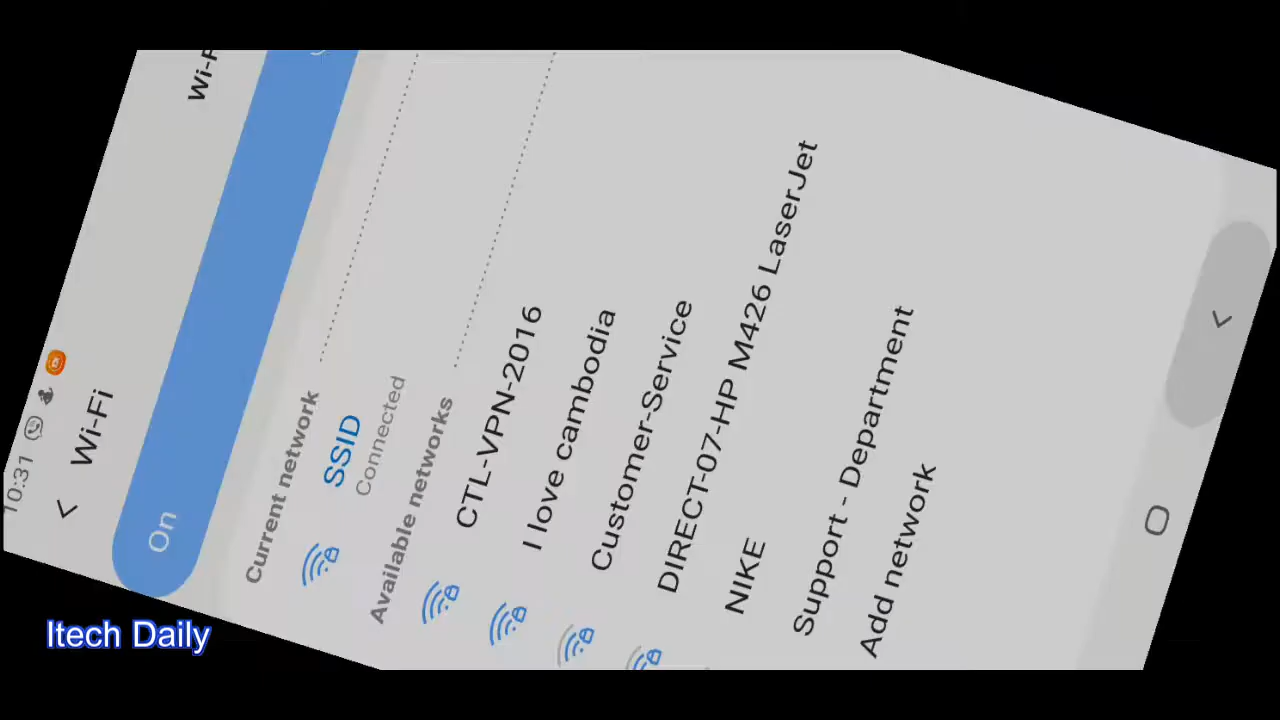 10:31
Wi-Fi
On
Current network
SSID
Connected
Available networks
CTL-VPN-2016
I love cambodia
Customer-Service
DIRECT-07-HP M426 LaserJet
NIKE
Support - Department
Add network
Itech Daily